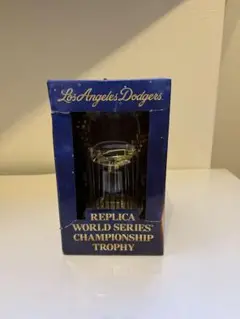 Los Angeles Dodgers
REPLICA
WORLD SERIES
CHAMPIONSHIP
TROPHY